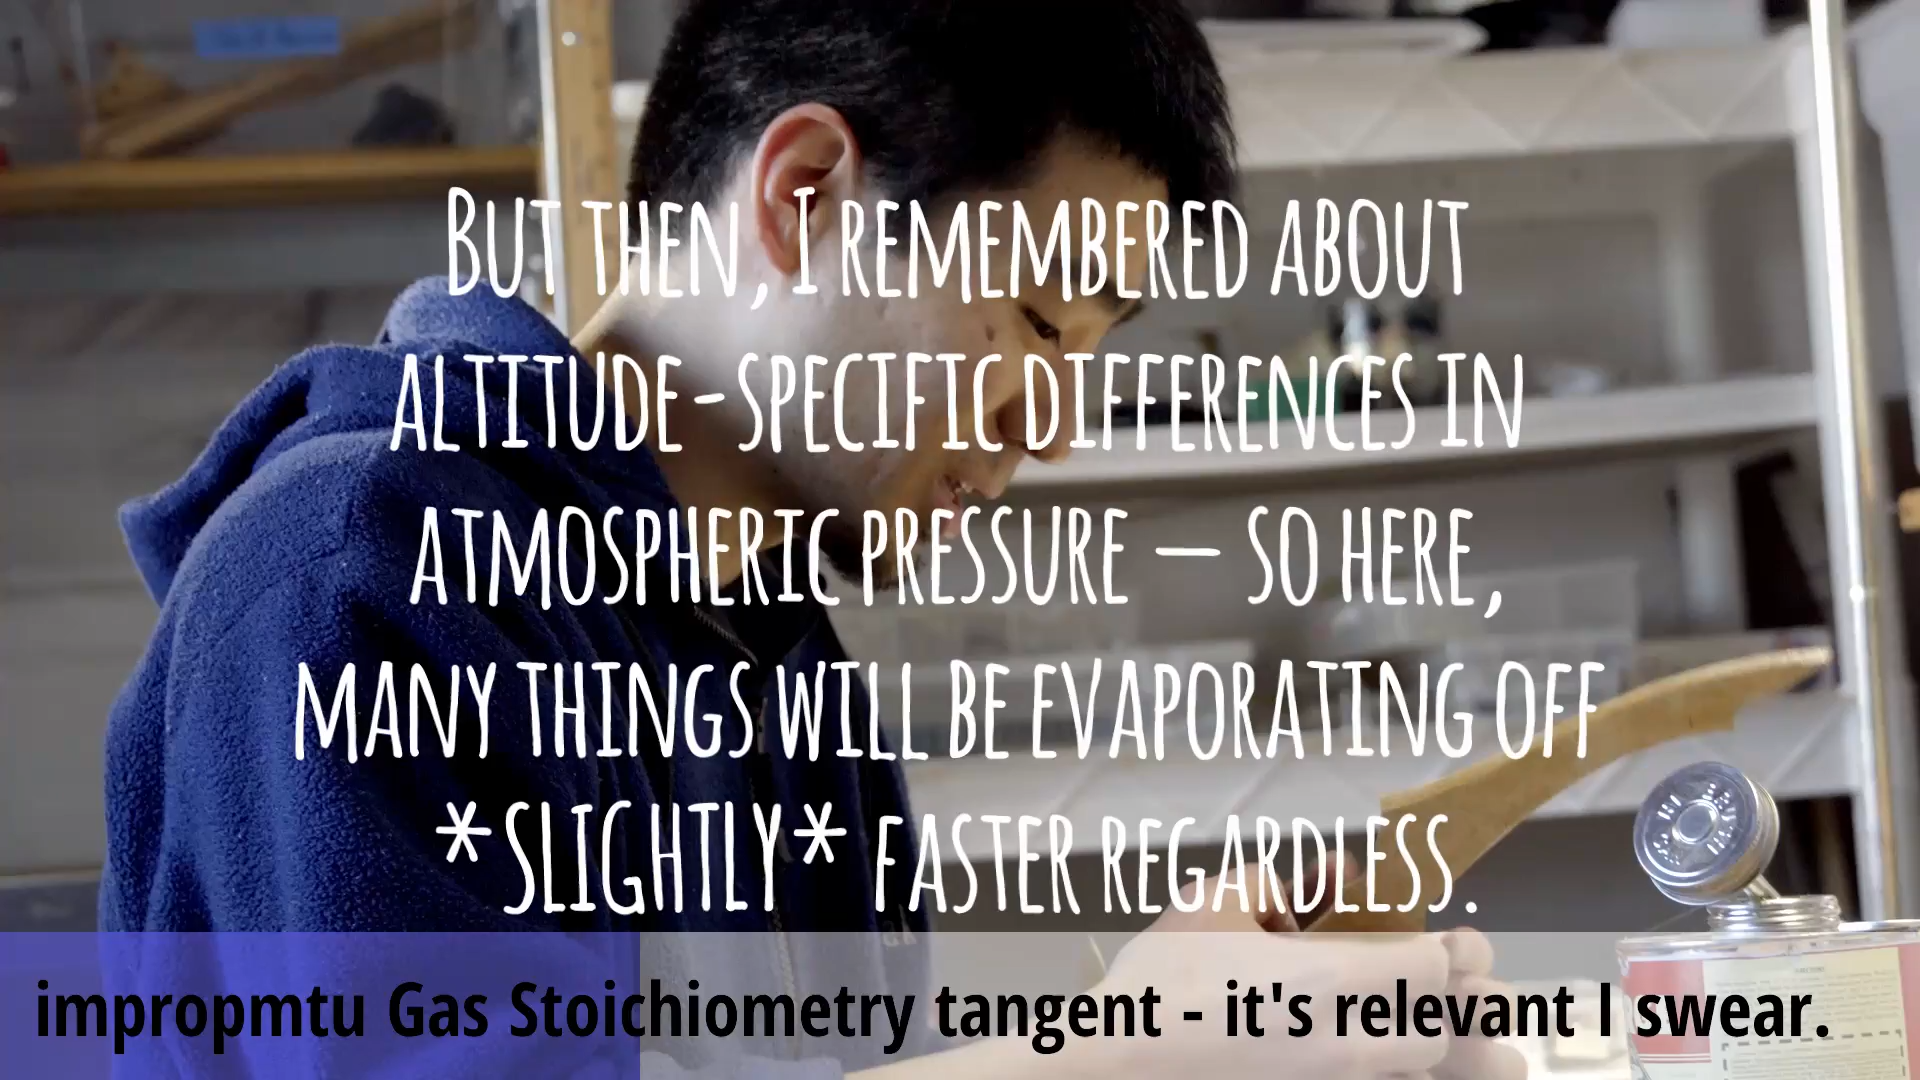 But then, I remembered about
altitude-specific differences in
atmospheric pressure — so here,
many things will be evaporating off
*SLIGHTLY* faster regardless.
impropmtu Gas Stoichiometry tangent - it's relevant I swear.